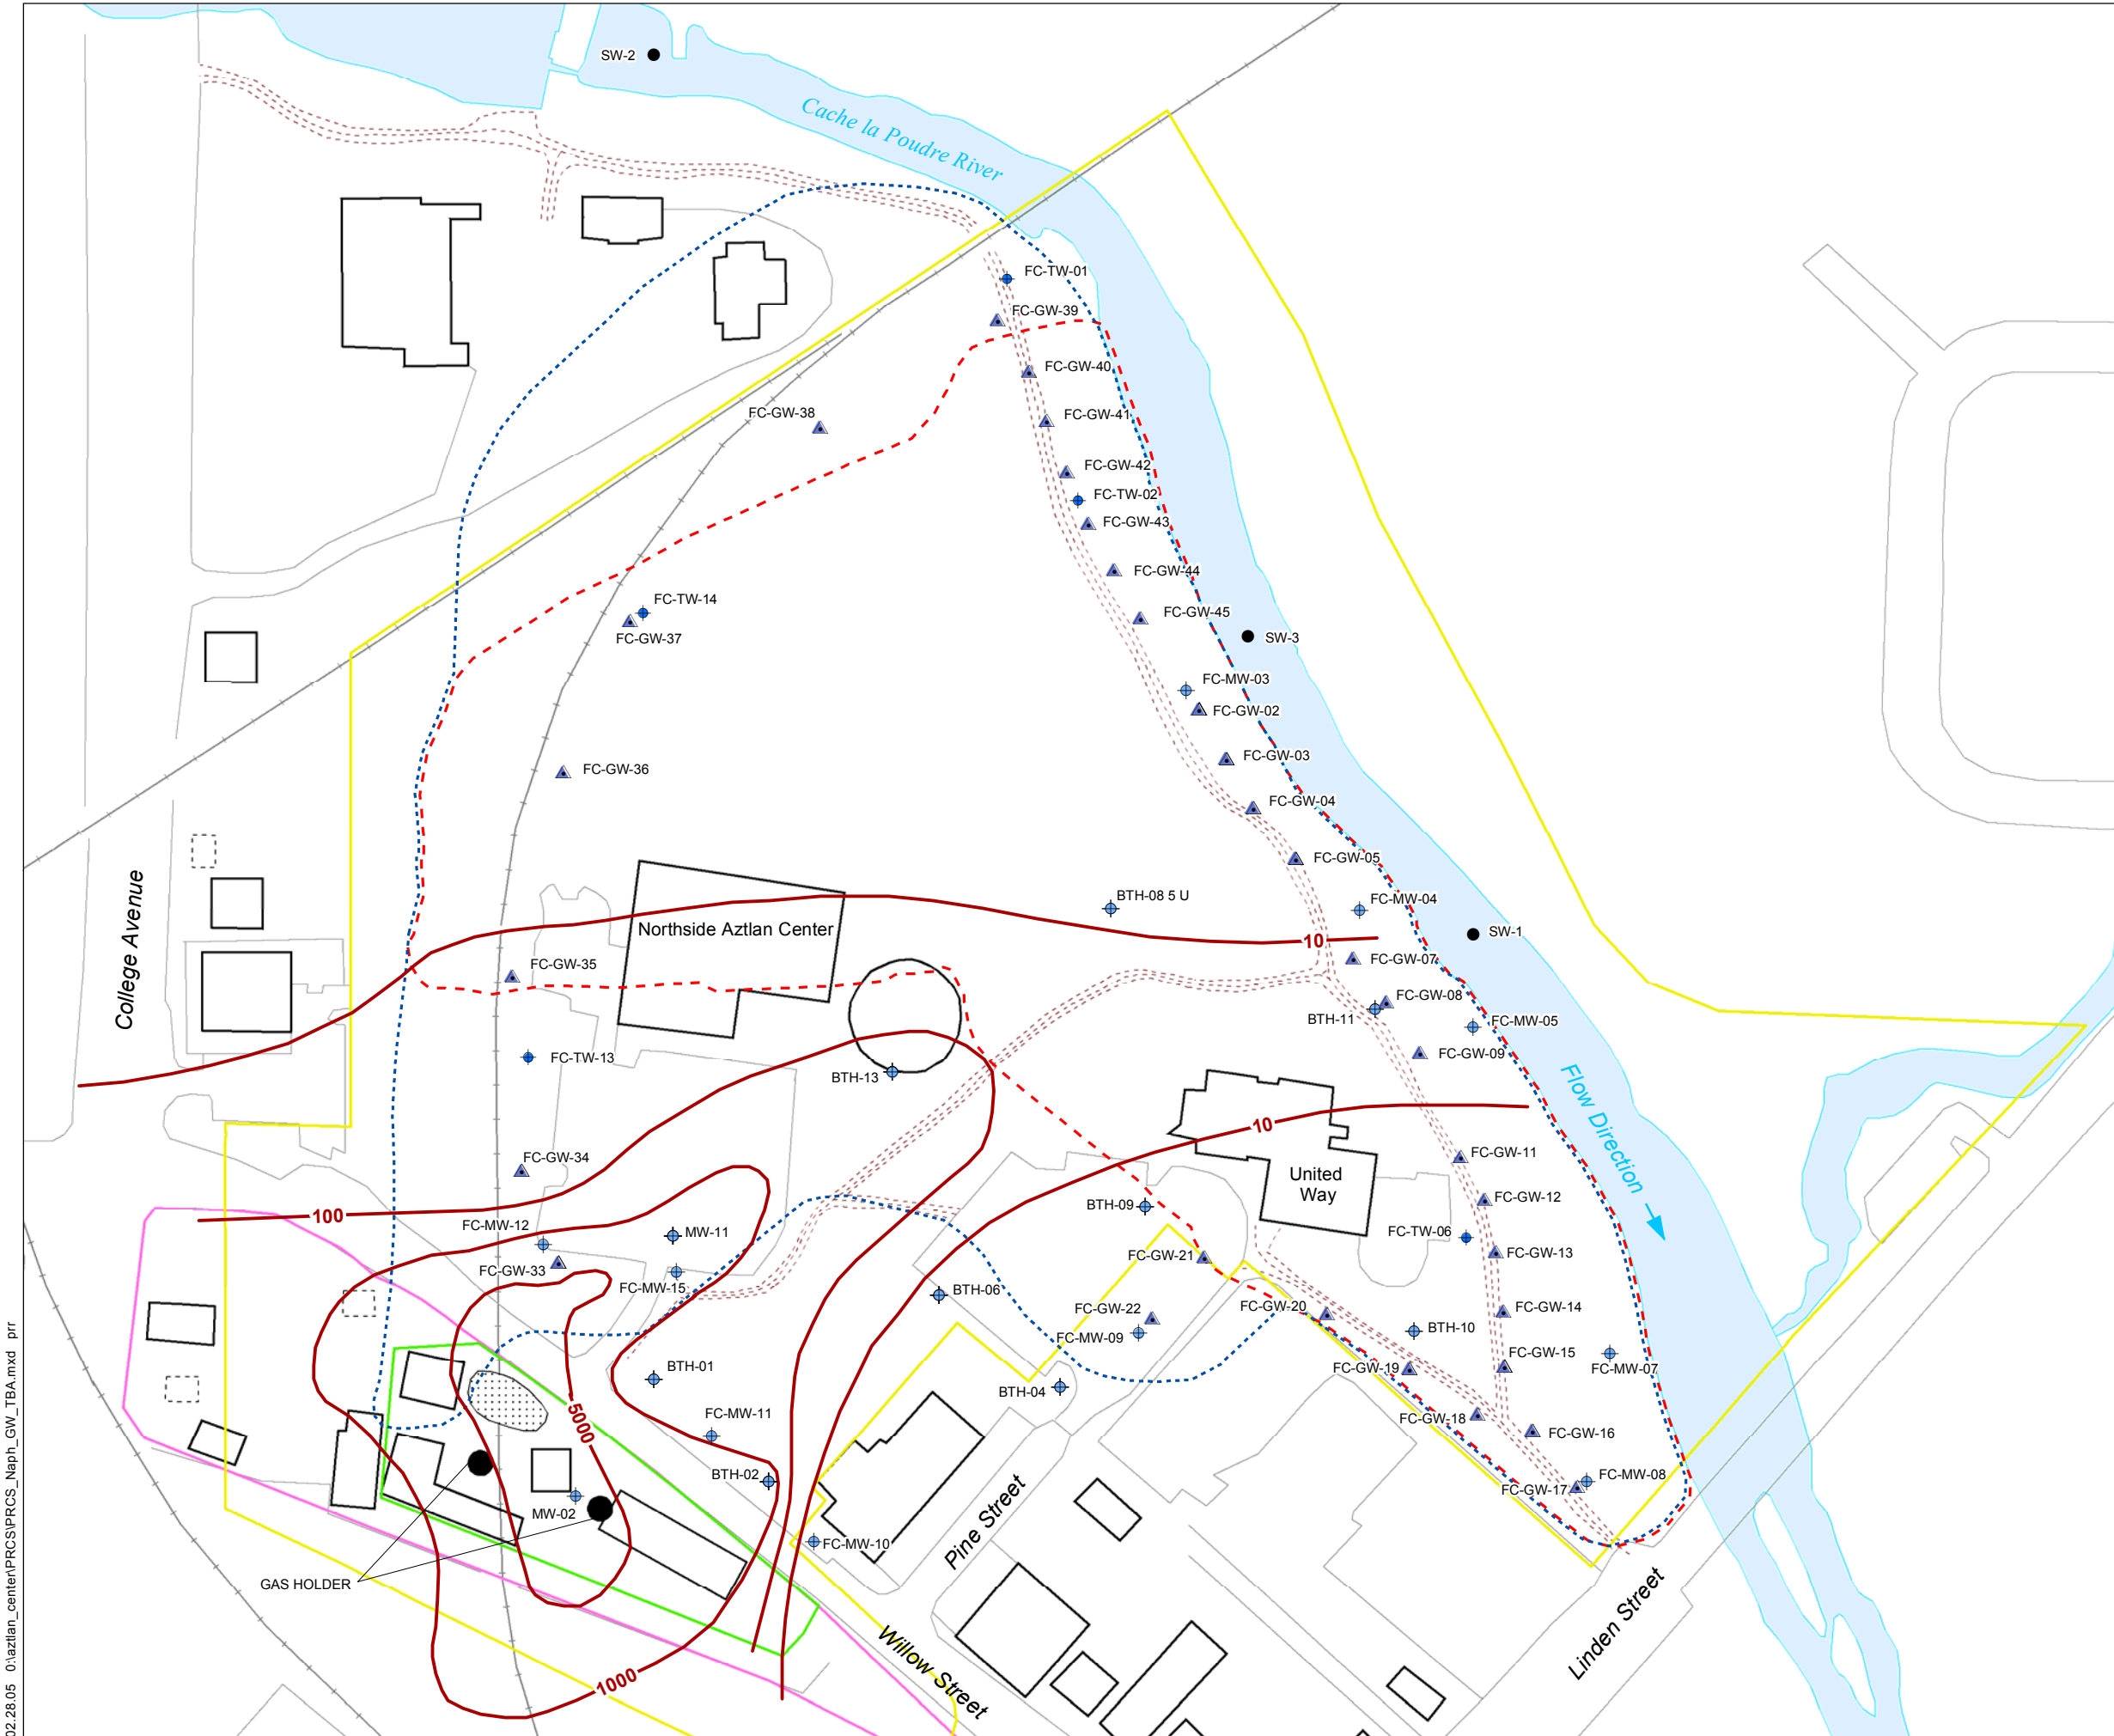 SW-2
Cache la Poudre River
FC-TW-01
FC-GW-39
FC-GW-40
FC-GW-38
FC-GW-41
FC-GW-42
FC-TW-02
FC-GW-43
FC-GW-44
FC-TW-14
FC-GW-45
FC-GW-37
SW-3
FC-MW-03
FC-GW-02
FC-GW-03
FC-GW-36
FC-GW-04
FC-GW-05
BTH-08 5 U
FC-MW-04
College Avenue
Northside Aztlan Center
SW-1
10
FC-GW-35
FC-GW-07
FC-GW-08
BTH-11
FC-MW-05
FC-GW-09
FC-TW-13
BTH-13
Flow Direction
10
FC-GW-34
FC-GW-11
United
Way
FC-GW-12
BTH-09
100
FC-MW-12
MW-11
FC-TW-06
FC-GW-13
FC-GW-21
FC-GW-33
FC-MW-15
BTH-06
FC-GW-22
FC-GW-20
FC-GW-14
FC-MW-09
BTH-10
FC-GW-15
FC-MW-07
BTH-01
FC-GW-19
BTH-04
5000
FC-MW-11
FC-GW-18
FC-GW-16
BTH-02
FC-MW-08
FC-GW-17
MW-02
FC-MW-10
Pine Street
GAS HOLDER
Linden Street
Willow Street
1000
02.28.05 0:\aztlan_center\PRCS\PRCS_Naph_GW_TBA.mxd prr